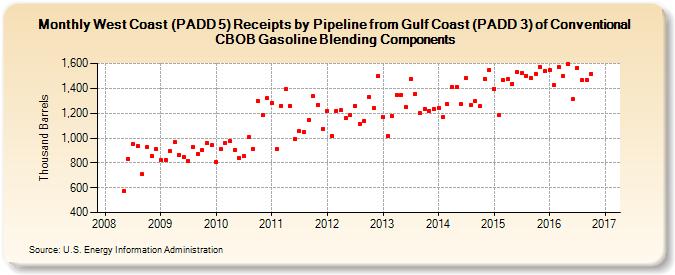 Monthly West Coast (PADD 5) Receipts by Pipeline from Gulf Coast (PADD 3) of Conventional
CBOB Gasoline Blending Components
Thousand Barrels
1,600
1,400
1,200
1,000
800
600
400
2008 2009 2010 2011 2012 2013 2014 2015 2016 2017
Source: U.S. Energy Information Administration